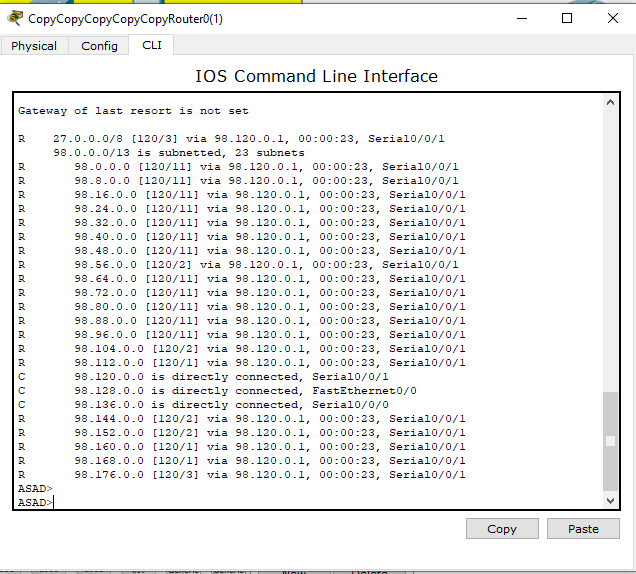 CopyCopyCopyCopyCopyRouter0(1)
Physical Config CLI
IOS Command Line Interface
Gateway of last resort is not set
R    27.0.0.0/8 [120/3] via 98.120.0.1, 00:00:23, Serial0/0/1
     98.0.0.0/13 is subnetted, 23 subnets
R       98.0.0.0 [120/11] via 98.120.0.1, 00:00:23, Serial0/0/1
R       98.8.0.0 [120/11] via 98.120.0.1, 00:00:23, Serial0/0/1
R       98.16.0.0 [120/11] via 98.120.0.1, 00:00:23, Serial0/0/1
R       98.24.0.0 [120/11] via 98.120.0.1, 00:00:23, Serial0/0/1
R       98.32.0.0 [120/11] via 98.120.0.1, 00:00:23, Serial0/0/1
R       98.40.0.0 [120/11] via 98.120.0.1, 00:00:23, Serial0/0/1
R       98.48.0.0 [120/11] via 98.120.0.1, 00:00:23, Serial0/0/1
R       98.56.0.0 [120/2] via 98.120.0.1, 00:00:23, Serial0/0/1
R       98.64.0.0 [120/11] via 98.120.0.1, 00:00:23, Serial0/0/1
R       98.72.0.0 [120/11] via 98.120.0.1, 00:00:23, Serial0/0/1
R       98.80.0.0 [120/11] via 98.120.0.1, 00:00:23, Serial0/0/1
R       98.88.0.0 [120/11] via 98.120.0.1, 00:00:23, Serial0/0/1
R       98.96.0.0 [120/11] via 98.120.0.1, 00:00:23, Serial0/0/1
R       98.104.0.0 [120/2] via 98.120.0.1, 00:00:23, Serial0/0/1
R       98.112.0.0 [120/1] via 98.120.0.1, 00:00:23, Serial0/0/1
C       98.120.0.0 is directly connected, Serial0/0/1
C       98.128.0.0 is directly connected, FastEthernet0/0
C       98.136.0.0 is directly connected, Serial0/0/0
R       98.144.0.0 [120/2] via 98.120.0.1, 00:00:23, Serial0/0/1
R       98.152.0.0 [120/2] via 98.120.0.1, 00:00:23, Serial0/0/1
R       98.160.0.0 [120/1] via 98.120.0.1, 00:00:23, Serial0/0/1
R       98.168.0.0 [120/1] via 98.120.0.1, 00:00:23, Serial0/0/1
R       98.176.0.0 [120/3] via 98.120.0.1, 00:00:23, Serial0/0/1
ASAD>
ASAD>
Copy Paste